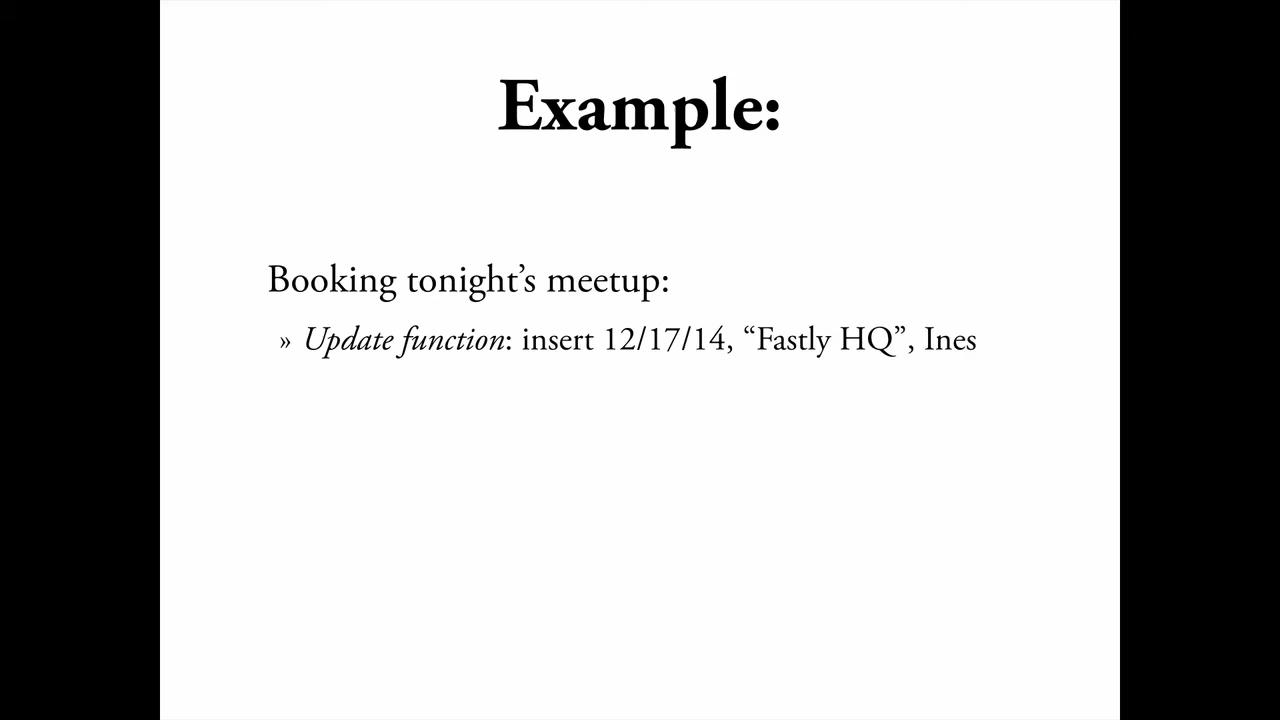 Example:
Booking tonight’s meetup:
» Update function: insert 12/17/14, “Fastly HQ”, Ines